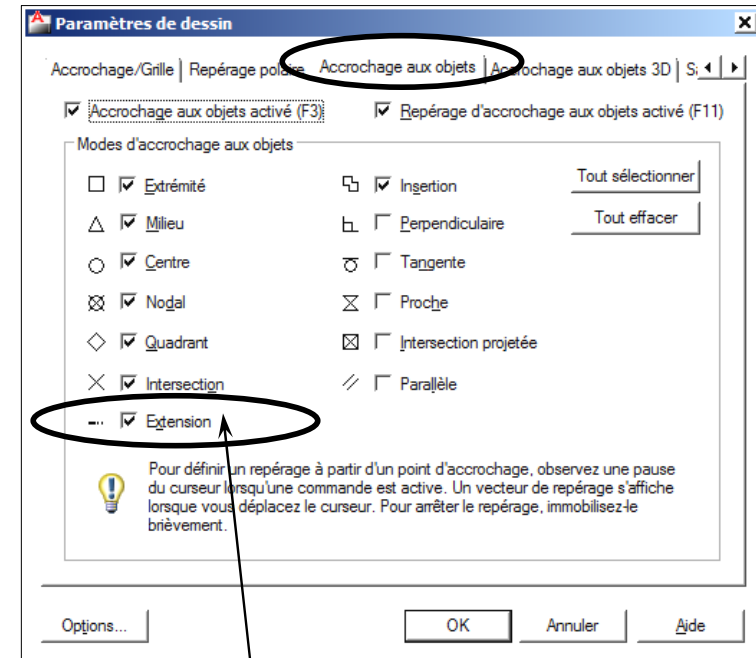 Paramètres de dessin
Accrochage/Grille Repérage polaire Accrochage aux objets Accrochage aux objets 3D
Accrochage aux objets activé (F3) Repérage d'accrochage aux objets activé (F11)
Modes d'accrochage aux objets
Extrémité Insertion Tout sélectionner
Milieu Perpendiculaire Tout effacer
Centre Tangente
Nodal Proche
Quadrant Intersection projetée
Intersection Parallèle
Extension
Pour définir un repérage à partir d'un point d'accrochage, observez une pause
du curseur lorsqu'une commande est active. Un vecteur de repérage s'affiche
lorsque vous déplacez le curseur. Pour arrêter le repérage, immobilisez-le
brièvement.
Options... OK Annuler Aide